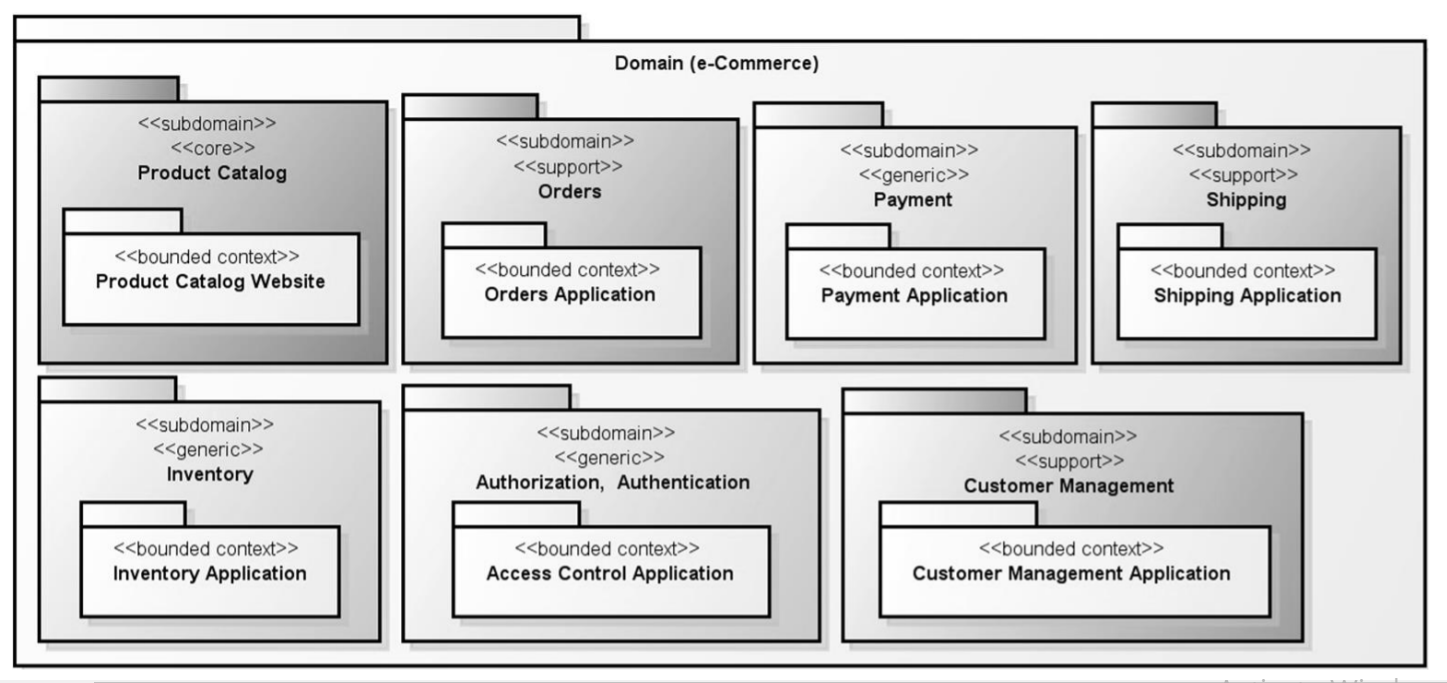 Domain (e-Commerce)
<<subdomain>>
<<core>>
Product Catalog
<<bounded context>>
Product Catalog Website
<<subdomain>>
<<support>>
Orders
<<bounded context>>
Orders Application
<<subdomain>>
<<generic>>
Payment
<<bounded context>>
Payment Application
<<subdomain>>
<<support>>
Shipping
<<bounded context>>
Shipping Application
<<subdomain>>
<<generic>>
Inventory
<<bounded context>>
Inventory Application
<<subdomain>>
<<generic>>
Authorization, Authentication
<<bounded context>>
Access Control Application
<<subdomain>>
<<support>>
Customer Management
<<bounded context>>
Customer Management Application